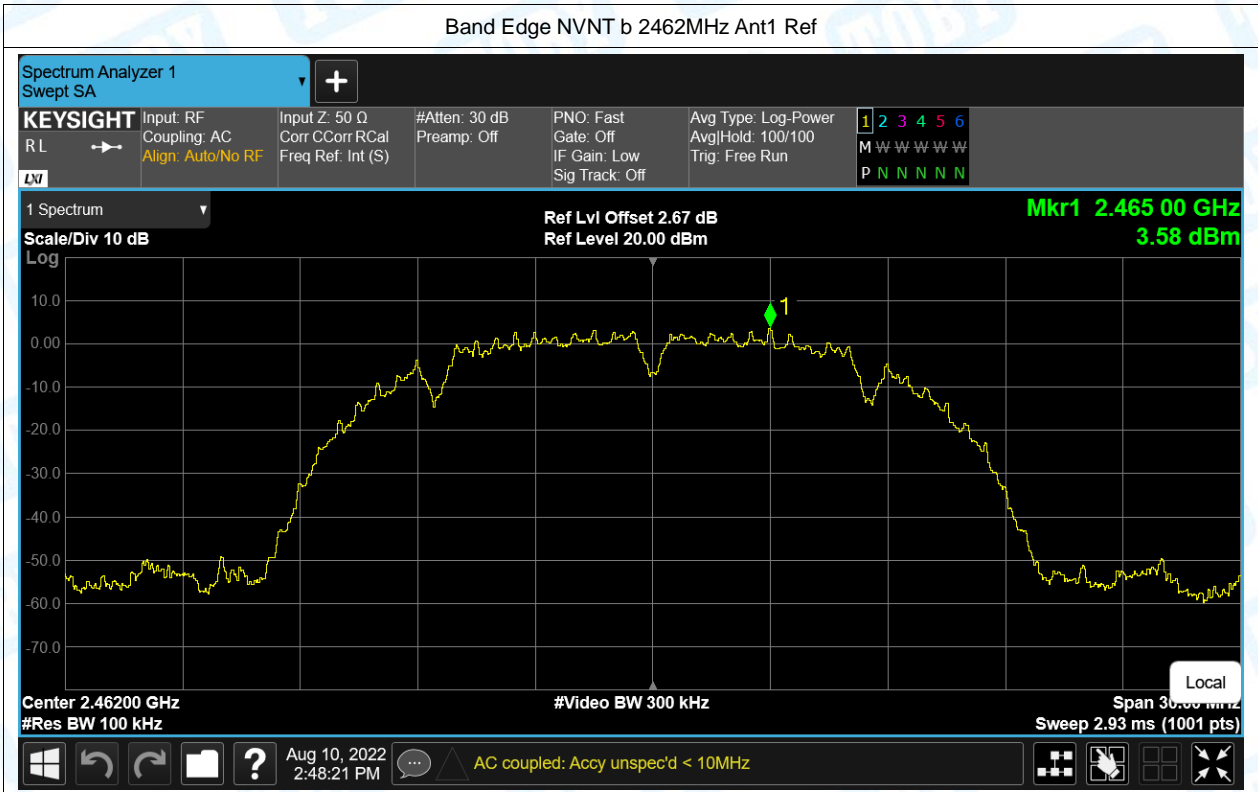 Band Edge NVNT b 2462MHz Ant1 Ref
Spectrum Analyzer 1
Swept SA
KEYSIGHT
R L
LXI
Input: RF
Coupling: AC
Align: Auto/No RF
Input Z: 50 Ω
Corr CCorr RCal
Freq Ref: Int (S)
#Atten: 30 dB
Preamp: Off
PNO: Fast
Gate: Off
IF Gain: Low
Sig Track: Off
Avg Type: Log-Power
Avg|Hold: 100/100
Trig: Free Run
1 2 3 4 5 6
M W W W W W W
P N N N N N
1 Spectrum
Scale/Div 10 dB
Ref Lvl Offset 2.67 dB
Ref Level 20.00 dBm
Mkr1 2.465 00 GHz
3.58 dBm
Log
10.0
0.00
-10.0
-20.0
-30.0
-40.0
-50.0
-60.0
-70.0
1
Center 2.46200 GHz
#Res BW 100 kHz
#Video BW 300 kHz
Local
Span 30.00 MHz
Sweep 2.93 ms (1001 pts)
?
Aug 10, 2022
2:48:21 PM
AC coupled: Accy unspec'd < 10MHz